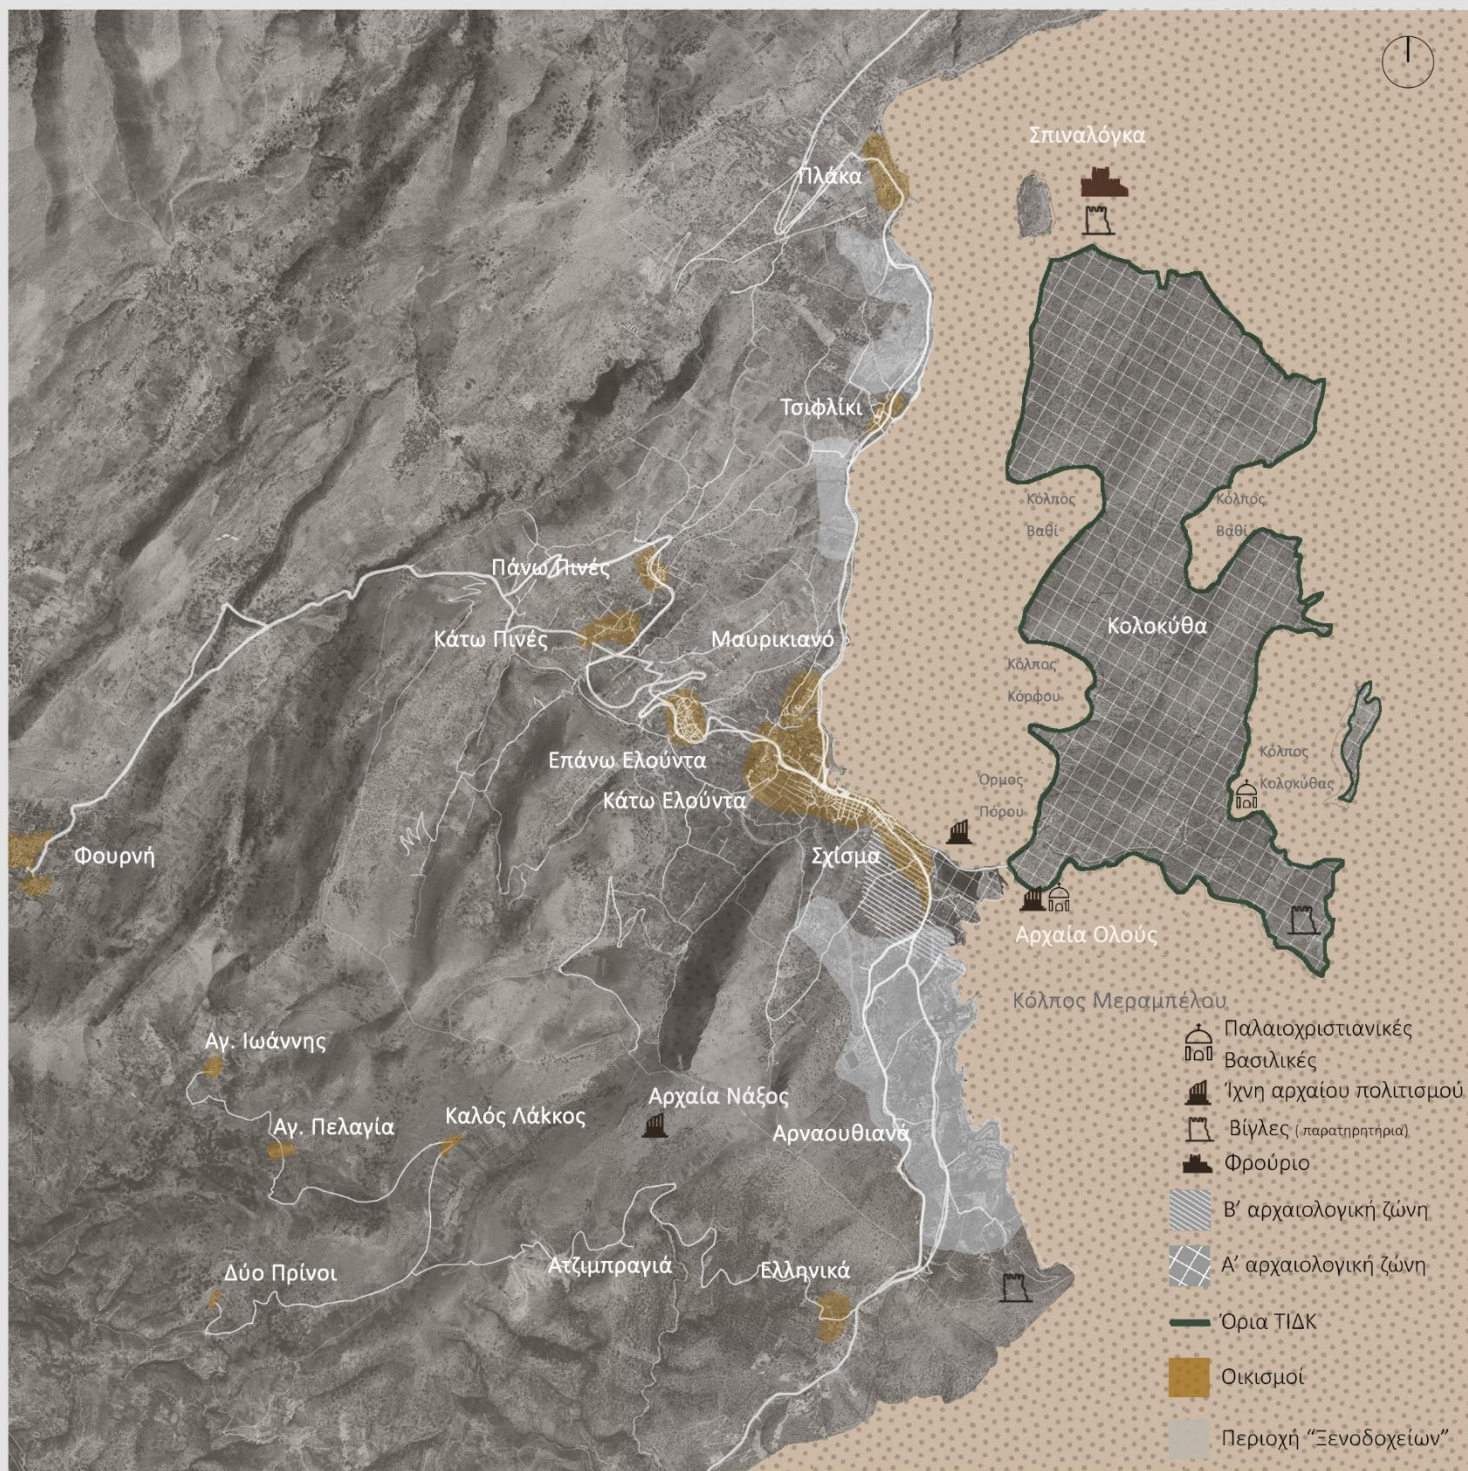 Σπιναλόγκα
Πλάκα
Τσιφλίκι
Κόλπος
Βαθί
Κόλπος
Βαθί
Πάνω Πινές
Κάτω Πινές
Μαυρικιανό
Κολοκύθα
Κόλπος
Κόρφου
Επάνω Ελούντα
Κάτω Ελούντα
Όρμος
Πόρου
Κόλπος
Κολοκύθας
Φουρνή
Σχίσμα
Αρχαία Ολούς
Κόλπος Μεραμπέλου
Αγ. Ιωάννης
Αγ. Πελαγία
Καλός Λάκκος
Αρχαία Νάξος
Αρναουθιανά
Δύο Πρίνοι
Ατζιμπραγιά
Ελληνικά
Παλαιοχριστιανικές
Βασιλικές
Ίχνη αρχαίου πολιτισμού
Βίγλες ( παρατηρητήρια)
Φρούριο
Β’ αρχαιολογική ζώνη
Α’ αρχαιολογική ζώνη
Όρια ΤΙΔΚ
Οικισμοί
Περιοχή “Ξενοδοχείων”